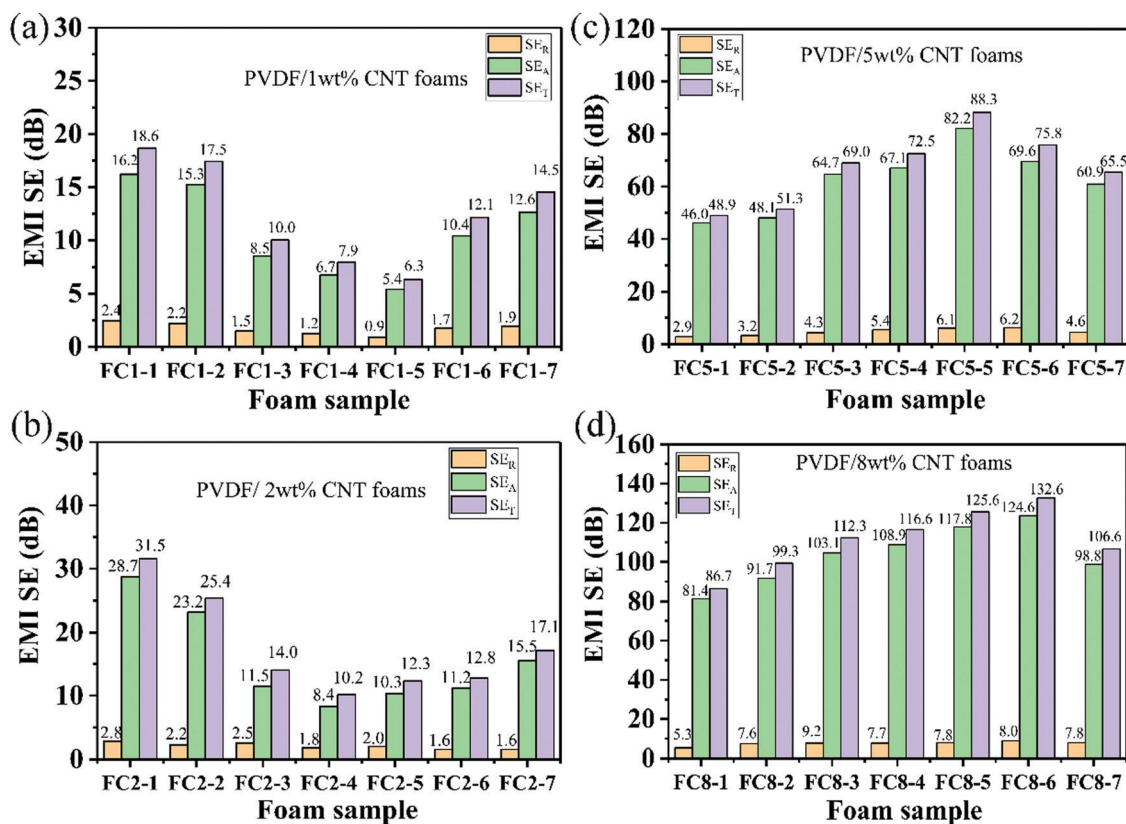 (a)
30
25
20
15
10
5
0
EMI SE (dB)
PVDF/1wt% CNT foams
SE_R
SE_A
SE_T
2.4 16.2 18.6
2.2 15.3 17.5
1.5 8.5 10.0
1.2 6.7 7.9
0.9 5.4 6.3
1.7 10.4 12.1
1.9 12.6 14.5
FC1-1 FC1-2 FC1-3 FC1-4 FC1-5 FC1-6 FC1-7
Foam sample
(c)
120
100
80
60
40
20
0
EMI SE (dB)
PVDF/5wt% CNT foams
SE_R
SE_A
SE_T
2.9 46.0 48.9
3.2 48.1 51.3
4.3 64.7 69.0
5.4 67.1 72.5
6.1 82.2 88.3
6.2 69.6 75.8
4.6 60.9 65.5
FC5-1 FC5-2 FC5-3 FC5-4 FC5-5 FC5-6 FC5-7
Foam sample
(b)
50
40
30
20
10
0
EMI SE (dB)
PVDF/ 2wt% CNT foams
SE_R
SE_A
SE_T
2.8 28.7 31.5
2.2 23.2 25.4
2.5 11.5 14.0
1.8 8.4 10.2
2.0 10.3 12.3
1.6 11.2 12.8
1.6 15.5 17.1
FC2-1 FC2-2 FC2-3 FC2-4 FC2-5 FC2-6 FC2-7
Foam sample
(d)
160
140
120
100
80
60
40
20
0
EMI SE (dB)
PVDF/8wt% CNT foams
SE_R
SE_A
SE_T
5.3 81.4 86.7
7.6 91.7 99.3
9.2 103.1 112.3
7.7 108.9 116.6
7.8 117.8 125.6
8.0 124.6 132.6
7.8 98.8 106.6
FC8-1 FC8-2 FC8-3 FC8-4 FC8-5 FC8-6 FC8-7
Foam sample